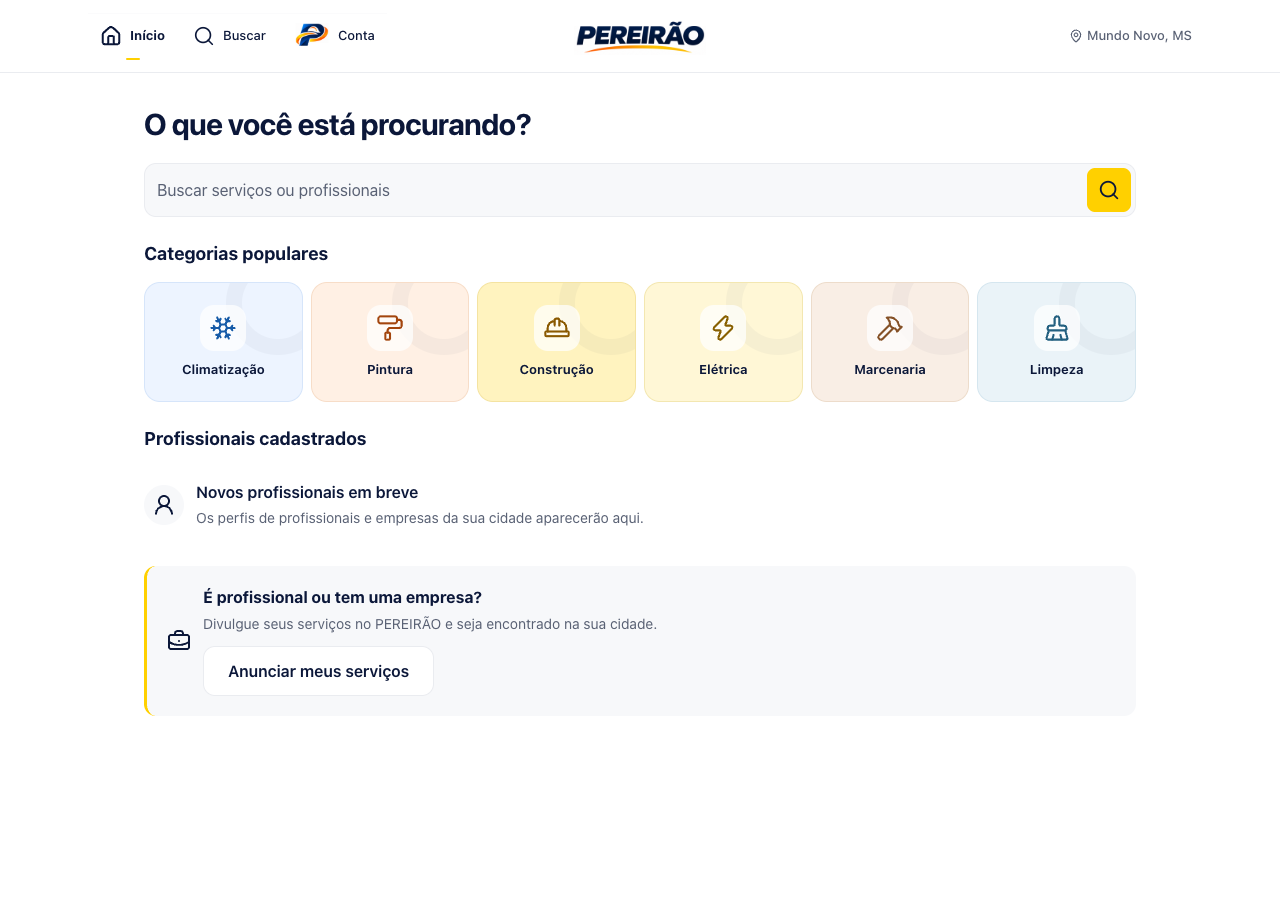 Início
Buscar
Conta
PEREIRÃO
Mundo Novo, MS
O que você está procurando?
Buscar serviços ou profissionais
Categorias populares
Climatização
Pintura
Construção
Elétrica
Marcenaria
Limpeza
Profissionais cadastrados
Novos profissionais em breve
Os perfis de profissionais e empresas da sua cidade aparecerão aqui.
É profissional ou tem uma empresa?
Divulgue seus serviços no PEREIRÃO e seja encontrado na sua cidade.
Anunciar meus serviços